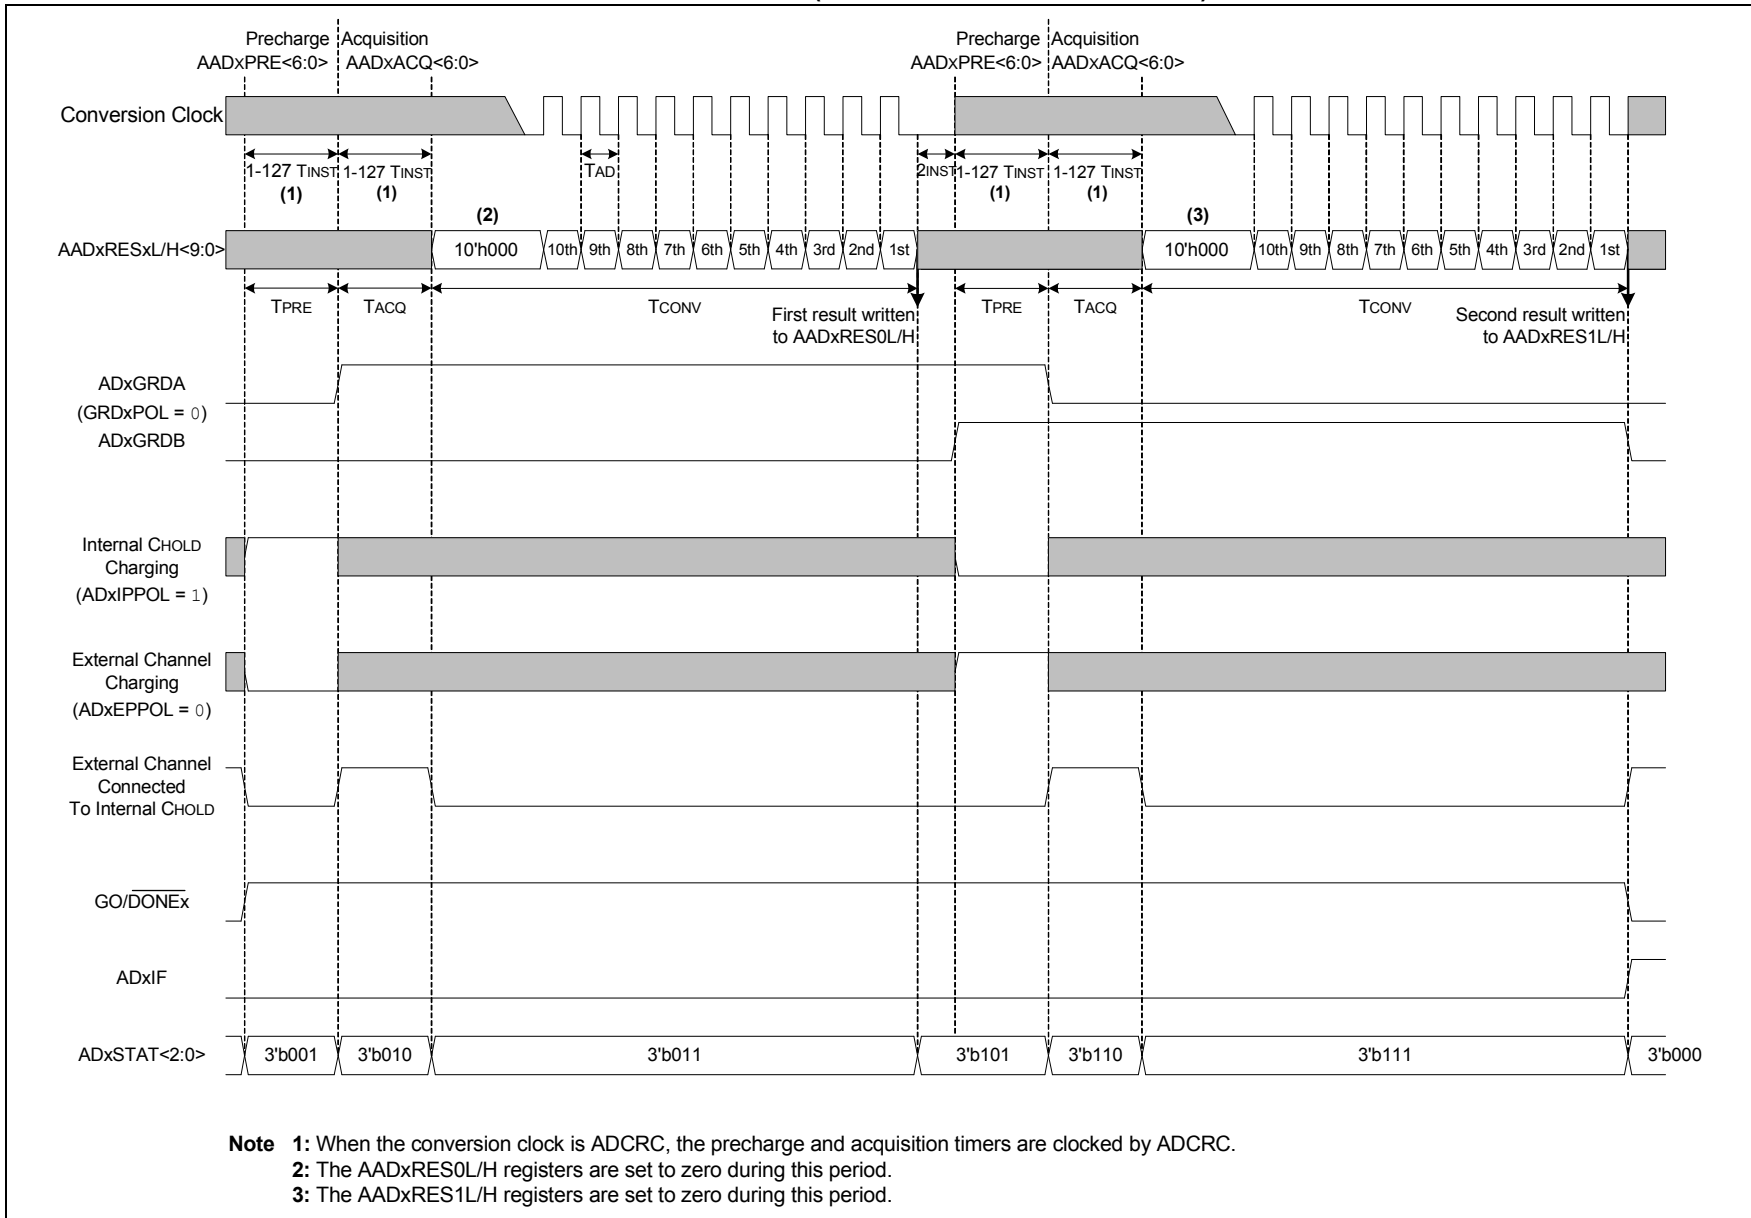 Precharge Acquisition Precharge Acquisition
AADxPRE<6:0> AADxACQ<6:0> AADxPRE<6:0> AADxACQ<6:0>
Conversion Clock
1-127 TINST 1-127 TINST TAD 2INST 1-127 TINST 1-127 TINST
(1) (1) (1) (1)
(2) (3)
AADxRESxL/H<9:0> 10'h000 10th 9th 8th 7th 6th 5th 4th 3rd 2nd 1st 10'h000 10th 9th 8th 7th 6th 5th 4th 3rd 2nd 1st
TPRE TACQ TCONV TPRE TACQ TCONV
First result written
to AADxRES0L/H
Second result written
to AADxRES1L/H
ADxGRDA
(GRDxPOL = 0)
ADxGRDB
Internal CHOLD
Charging
(ADxIPPOL = 1)
External Channel
Charging
(ADxEPPOL = 0)
External Channel
Connected
To Internal CHOLD
GO/DONEx
ADxIF
ADxSTAT<2:0> 3'b001 3'b010 3'b011 3'b101 3'b110 3'b111 3'b000
Note 1: When the conversion clock is ADCRC, the precharge and acquisition timers are clocked by ADCRC.
2: The AADxRES0L/H registers are set to zero during this period.
3: The AADxRES1L/H registers are set to zero during this period.